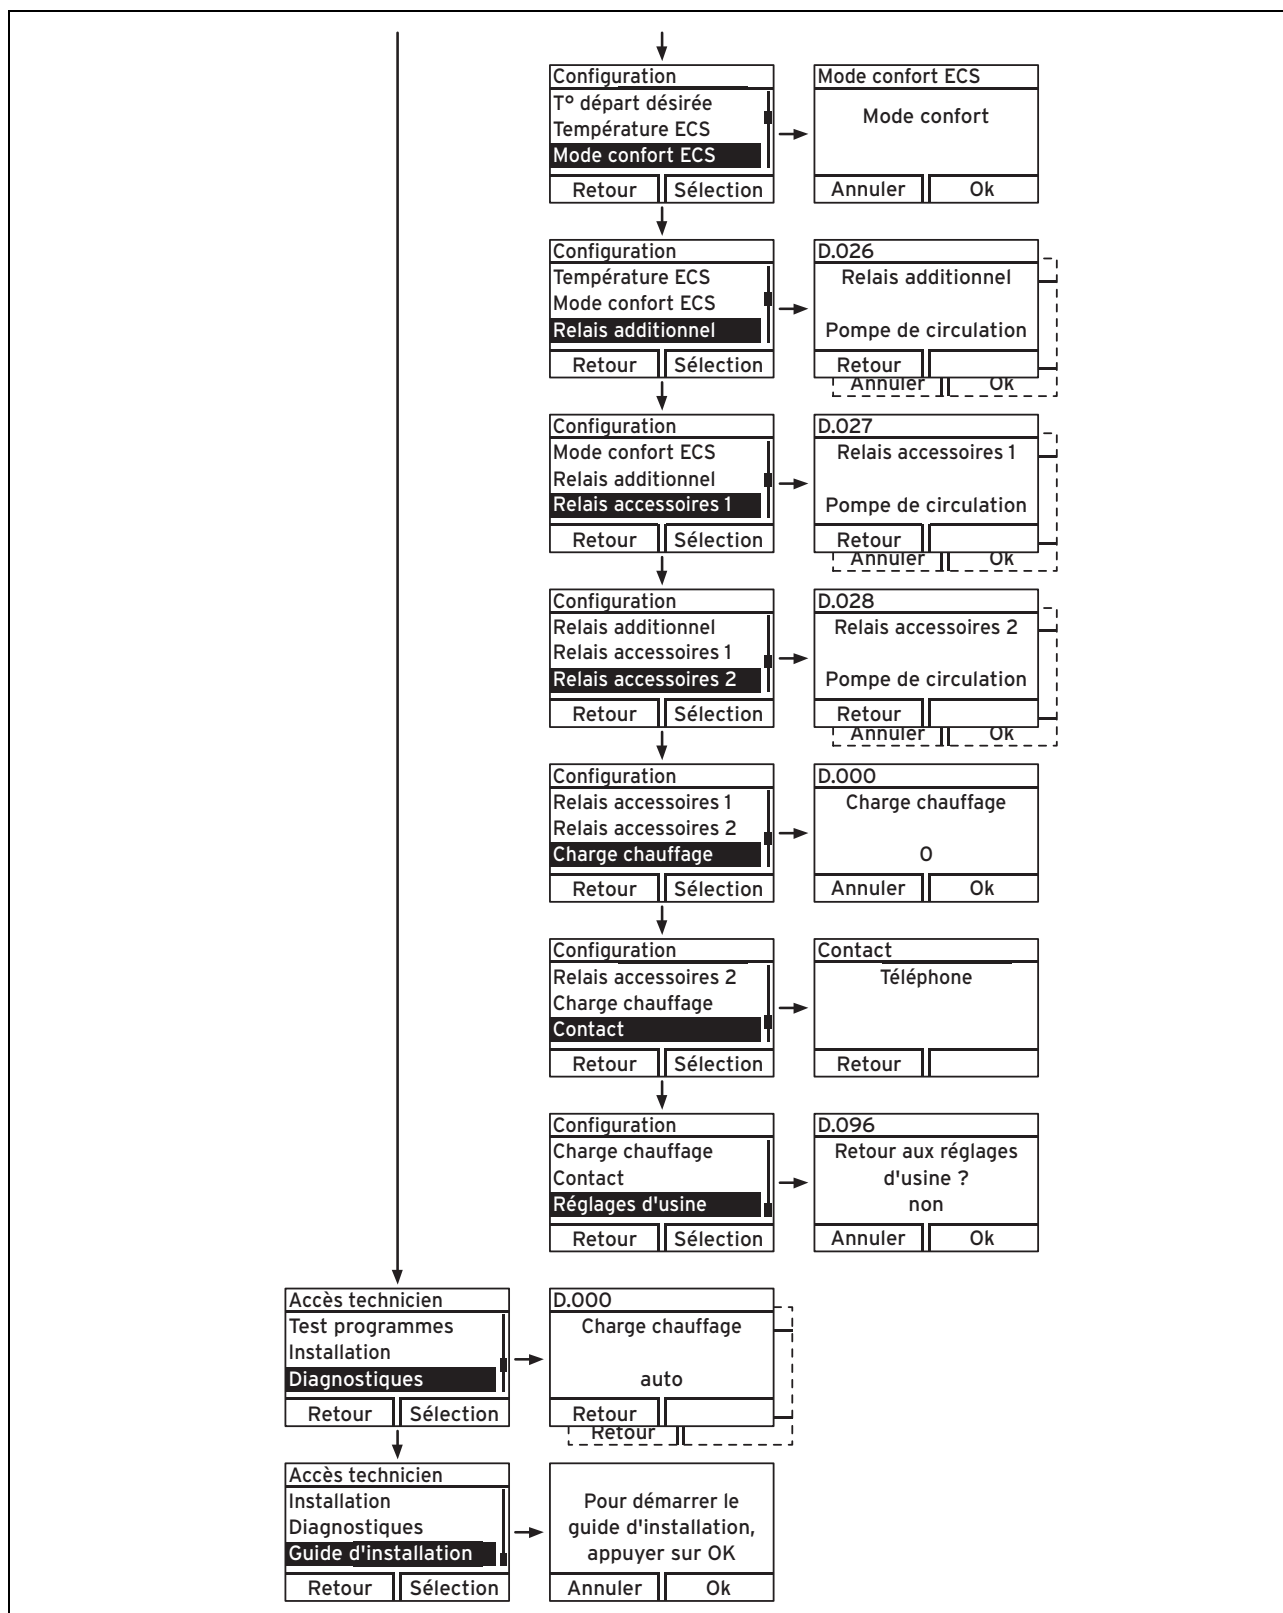 Configuration
T° départ désirée
Température ECS
Mode confort ECS
Retour Sélection
Mode confort ECS
Mode confort
Annuler Ok
Configuration
Température ECS
Mode confort ECS
Relais additionnel
Retour Sélection
D.026
Relais additionnel
Pompe de circulation
Retour
Annuler Ok
Configuration
Mode confort ECS
Relais additionnel
Relais accessoires 1
Retour Sélection
D.027
Relais accessoires 1
Pompe de circulation
Retour
Annuler Ok
Configuration
Relais additionnel
Relais accessoires 1
Relais accessoires 2
Retour Sélection
D.028
Relais accessoires 2
Pompe de circulation
Retour
Annuler Ok
Configuration
Relais accessoires 1
Relais accessoires 2
Charge chauffage
Retour Sélection
D.000
Charge chauffage
0
Annuler Ok
Configuration
Relais accessoires 2
Charge chauffage
Contact
Retour Sélection
Contact
Téléphone
Retour
Configuration
Charge chauffage
Contact
Réglages d'usine
Retour Sélection
D.096
Retour aux réglages
d'usine ?
non
Annuler Ok
Accès technicien
Test programmes
Installation
Diagnostiques
Retour Sélection
D.000
Charge chauffage
auto
Retour
Retour
Accès technicien
Installation
Diagnostiques
Guide d'installation
Retour Sélection
Pour démarrer le
guide d'installation,
appuyer sur OK
Annuler Ok